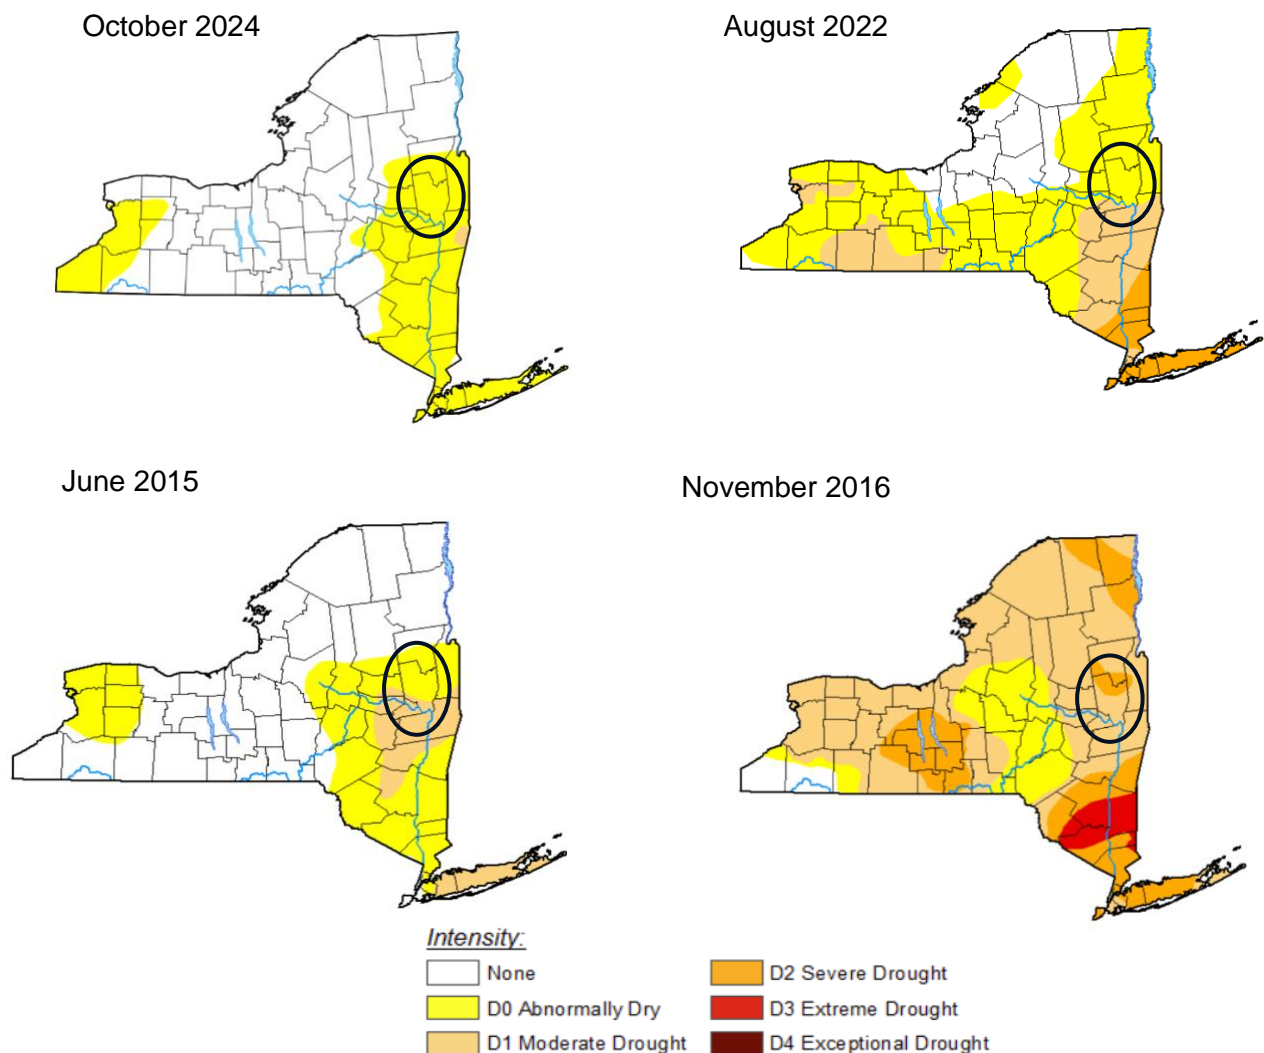 October 2024
August 2022
June 2015
November 2016
Intensity:
None
D0 Abnormally Dry
D1 Moderate Drought
D2 Severe Drought
D3 Extreme Drought
D4 Exceptional Drought